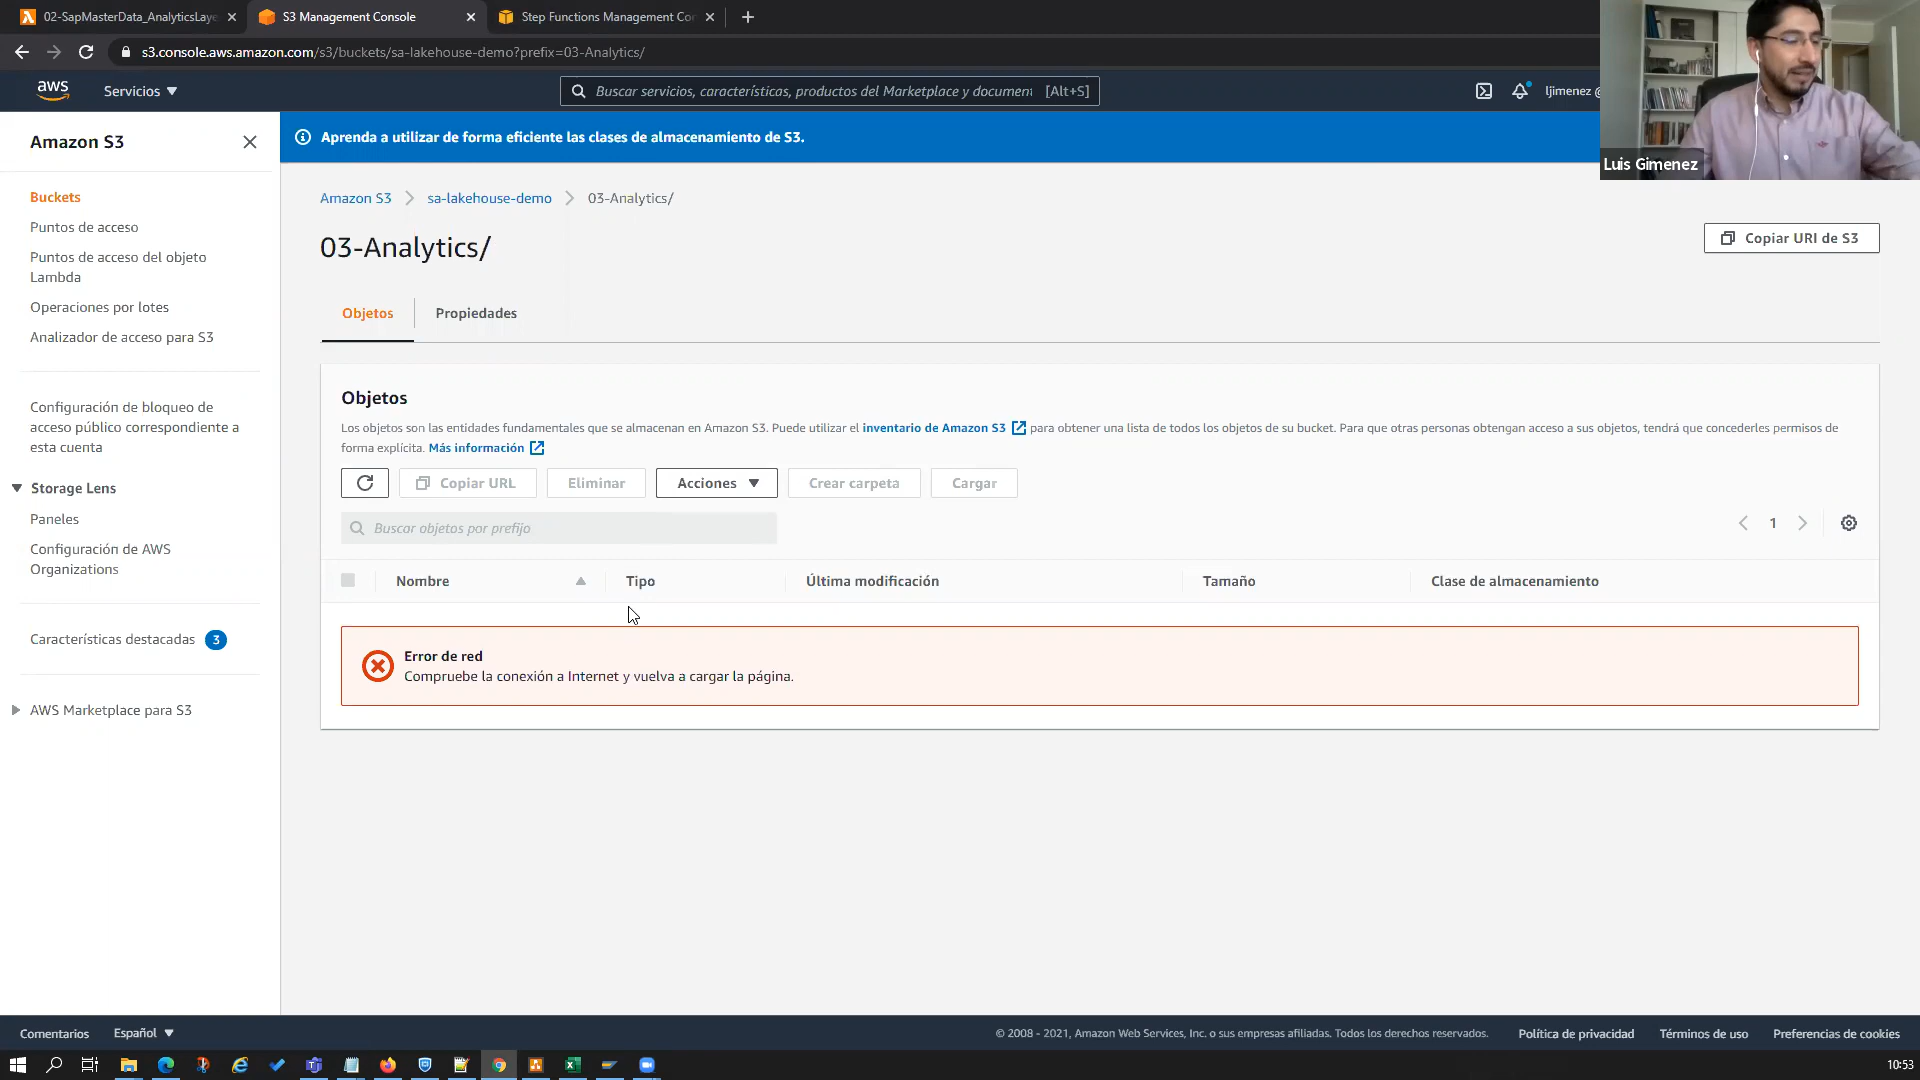 02-SapMasterData_AnalyticsLaye
S3 Management Console
Step Functions Management Con
s3.console.aws.amazon.com/s3/buckets/sa-lakehouse-demo?prefix=03-Analytics/
aws
Servicios
Buscar servicios, características, productos del Marketplace y document
[Alt+S]
ljimenez @
Luis Gimenez
Amazon S3
Buckets
Puntos de acceso
Puntos de acceso del objeto
Lambda
Operaciones por lotes
Analizador de acceso para S3
Configuración de bloqueo de
acceso público correspondiente a
esta cuenta
Storage Lens
Paneles
Configuración de AWS
Organizations
Características destacadas 3
AWS Marketplace para S3
Aprenda a utilizar de forma eficiente las clases de almacenamiento de S3.
Amazon S3 sa-lakehouse-demo 03-Analytics/
03-Analytics/
Copiar URI de S3
Objetos Propiedades
Objetos
Los objetos son las entidades fundamentales que se almacenan en Amazon S3. Puede utilizar el inventario de Amazon S3 para obtener una lista de todos los objetos de su bucket. Para que otras personas obtengan acceso a sus objetos, tendrá que concederles permisos de
forma explícita. Más información
Copiar URL Eliminar Acciones Crear carpeta Cargar
Buscar objetos por prefijo
1
Nombre Tipo Última modificación Tamaño Clase de almacenamiento
Error de red
Compruebe la conexión a Internet y vuelva a cargar la página.
Comentarios Español © 2008 - 2021, Amazon Web Services, Inc. o sus empresas afiliadas. Todos los derechos reservados. Política de privacidad Términos de uso Preferencias de cookies
10:53